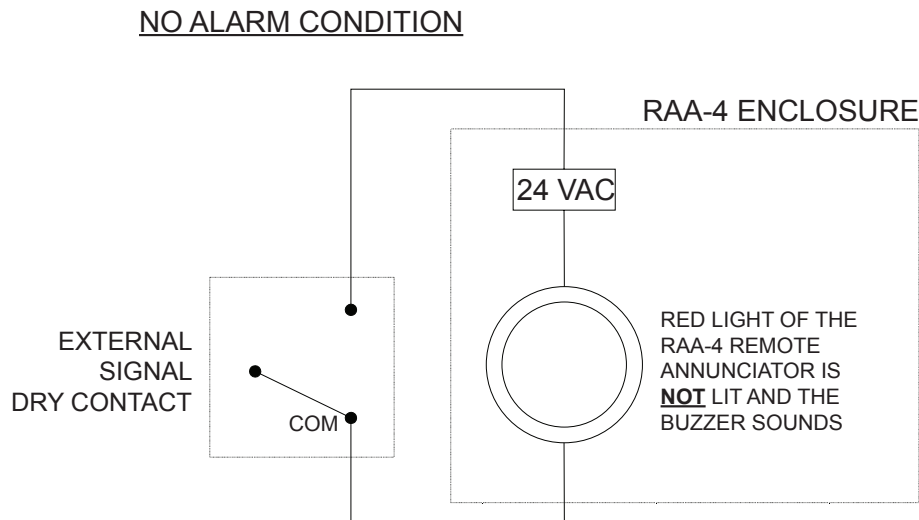 NO ALARM CONDITION
RAA-4 ENCLOSURE
24 VAC
EXTERNAL
SIGNAL
DRY CONTACT
COM
RED LIGHT OF THE
RAA-4 REMOTE
ANNUNCIATOR IS
NOT LIT AND THE
BUZZER SOUNDS